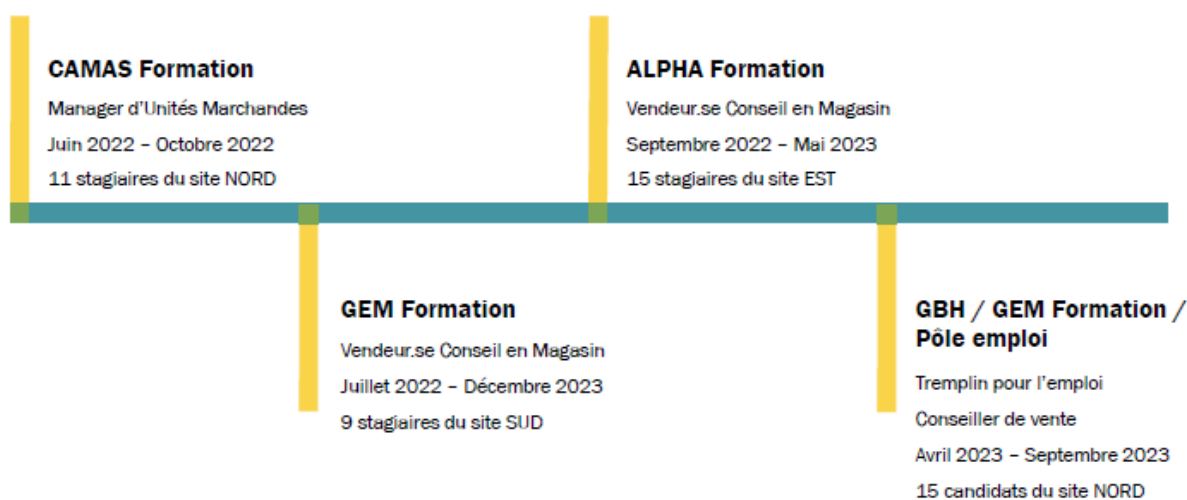 CAMAS Formation
Manager d'Unités Marchandes
Juin 2022 – Octobre 2022
11 stagiaires du site NORD
ALPHA Formation
Vendeur.se Conseil en Magasin
Septembre 2022 – Mai 2023
15 stagiaires du site EST
GEM Formation
Vendeur.se Conseil en Magasin
Juillet 2022 – Décembre 2023
9 stagiaires du site SUD
GBH / GEM Formation /
Pôle emploi
Tremplin pour l'emploi
Conseiller de vente
Avril 2023 – Septembre 2023
15 candidats du site NORD